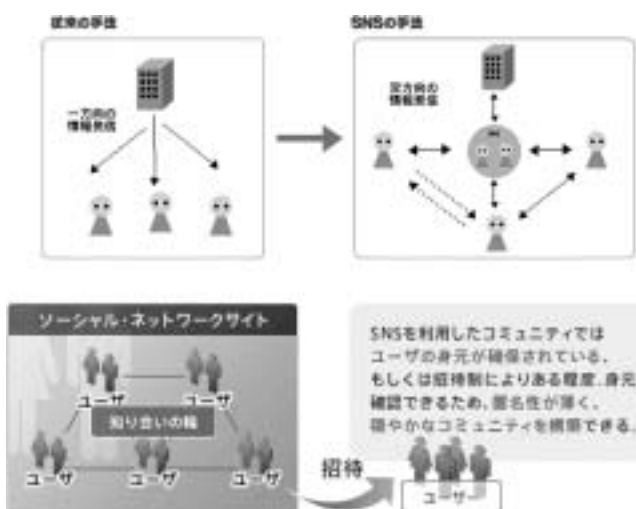 従来の手法
SNSの手法
一方向の
情報発信
双方向の
情報発信
ソーシャル・ネットワークサイト
ユーザ
ユーザ
知り合いの輪
ユーザ
ユーザ
ユーザ
SNSを利用したコミュニティでは
ユーザの身元が確保されている、
もしくは招待制によりある程度、身元
確認できるため、匿名性が薄く、
穏やかなコミュニティを構築できる。
招待
ユーザー